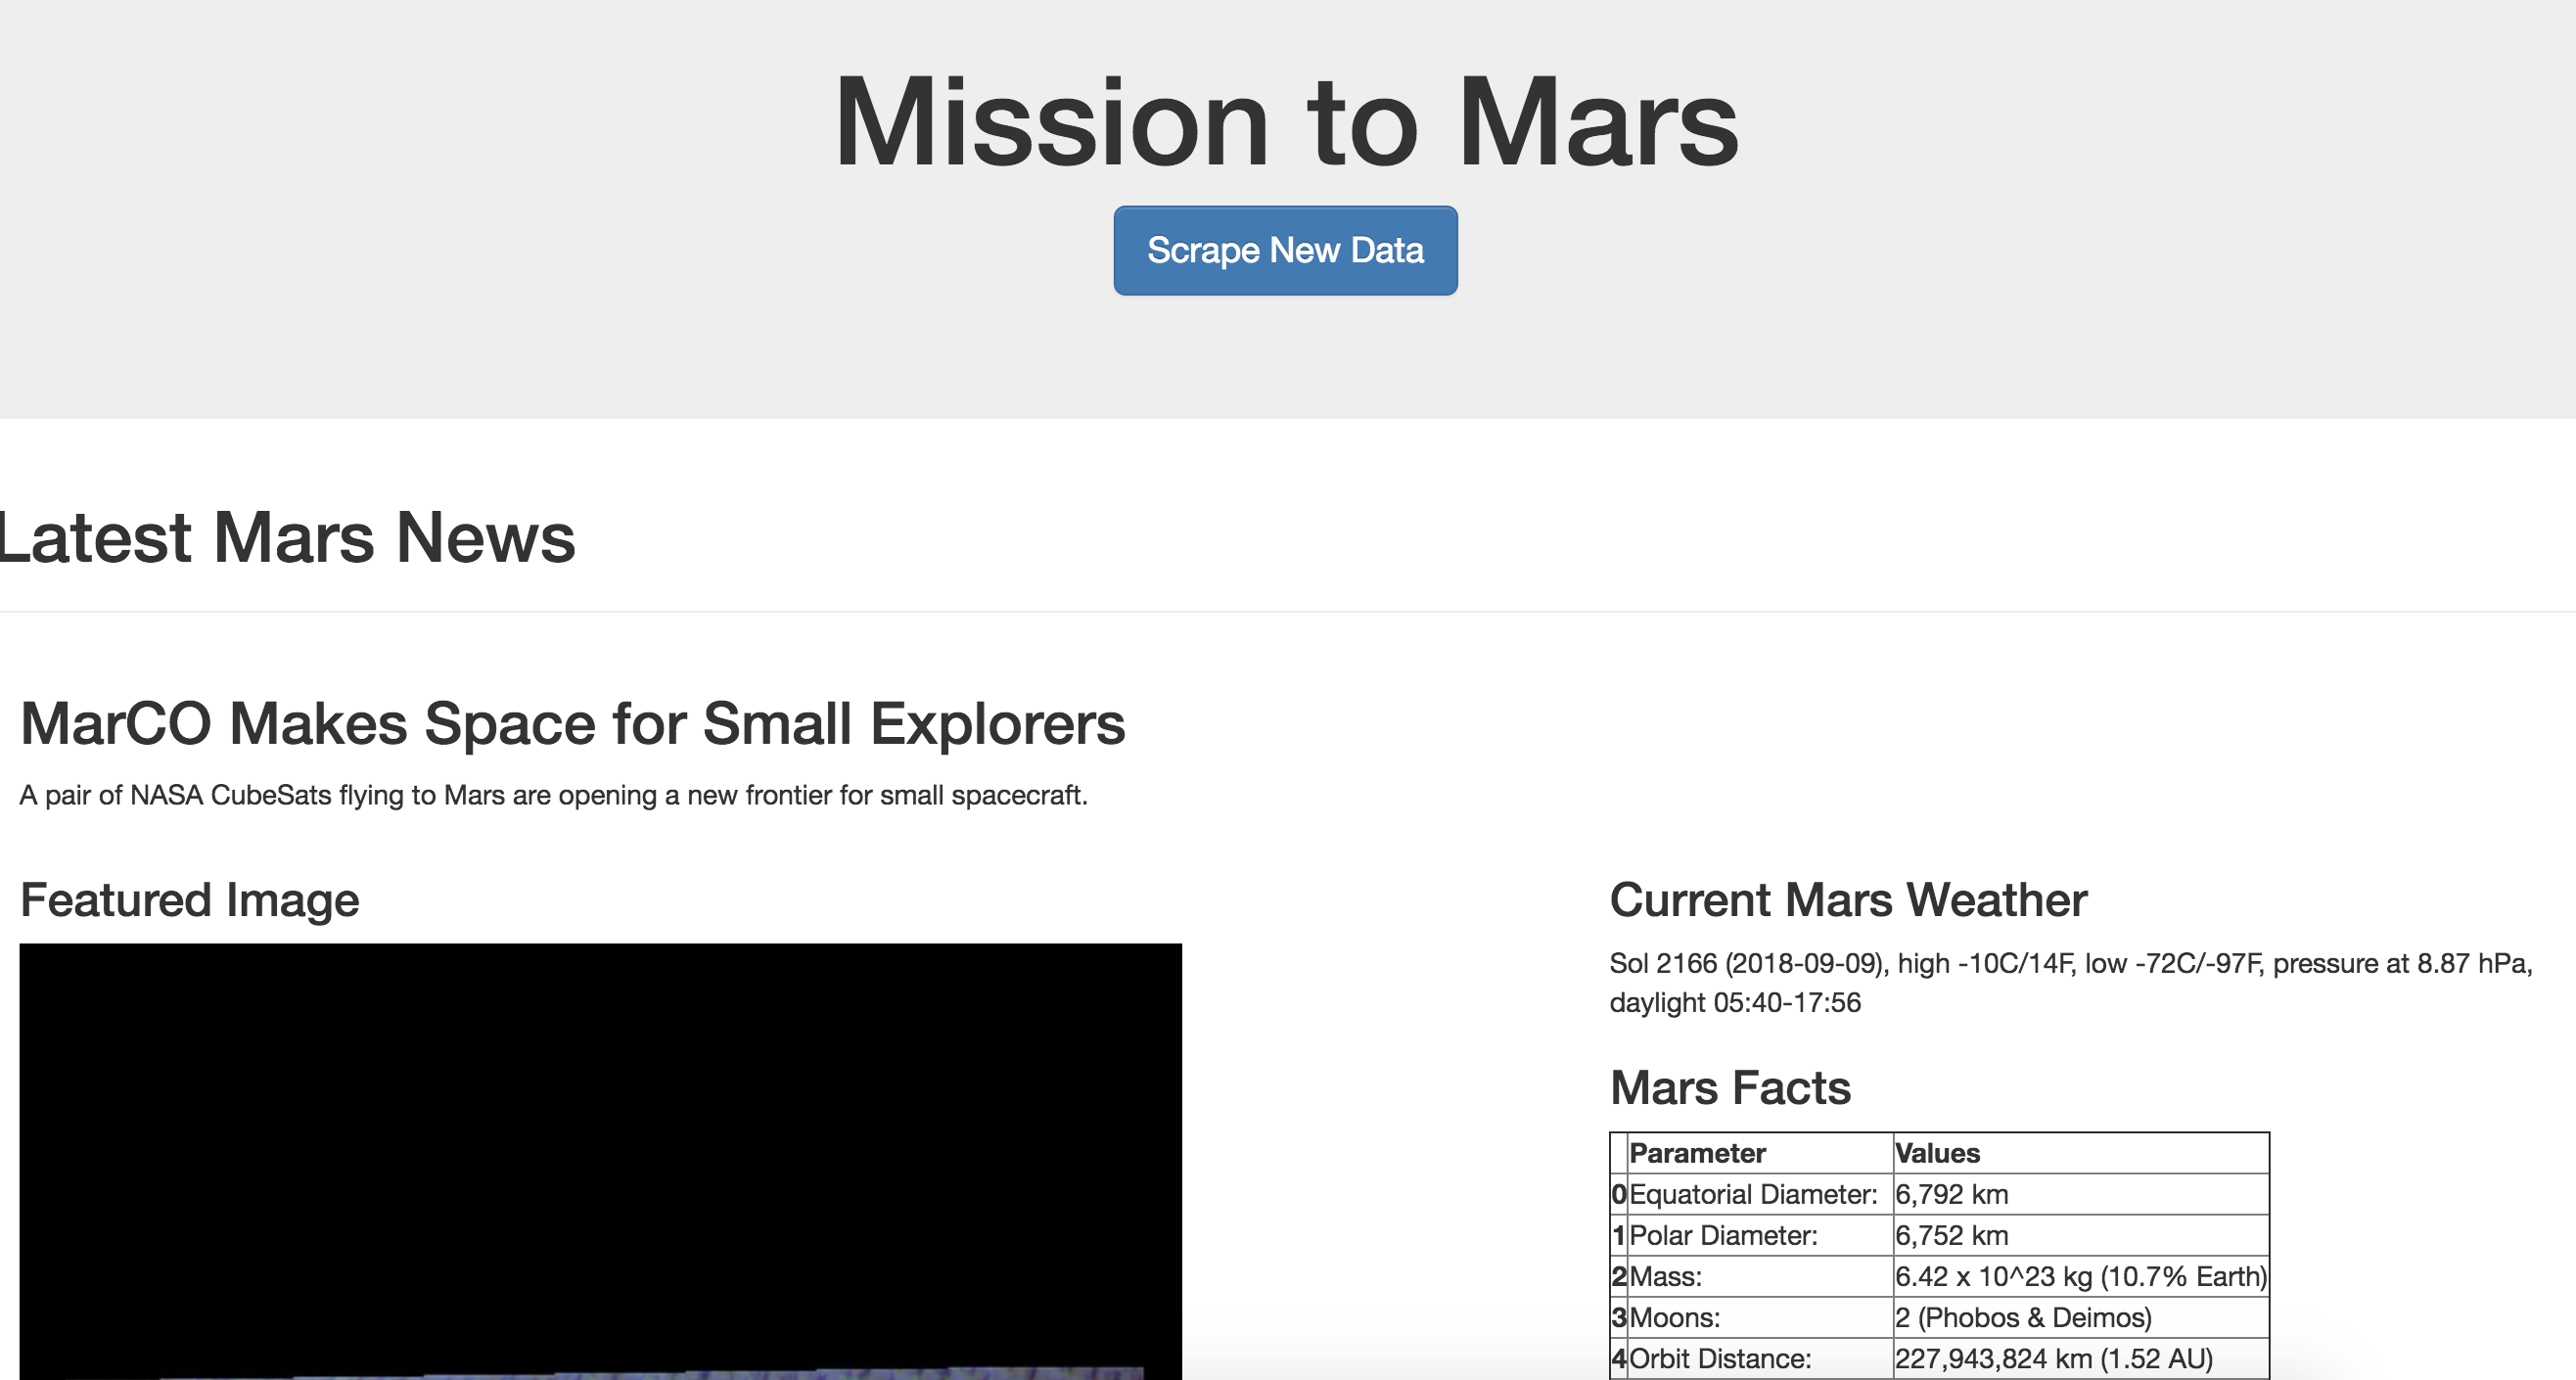 Mission to Mars
Scrape New Data
Latest Mars News
MarCO Makes Space for Small Explorers
A pair of NASA CubeSats flying to Mars are opening a new frontier for small spacecraft.
Featured Image
Current Mars Weather
Sol 2166 (2018-09-09), high -10C/14F, low -72C/-97F, pressure at 8.87 hPa,
daylight 05:40-17:56
Mars Facts
Parameter Values
0 Equatorial Diameter: 6,792 km
1 Polar Diameter: 6,752 km
2 Mass: 6.42 x 10^23 kg (10.7% Earth)
3 Moons: 2 (Phobos & Deimos)
4 Orbit Distance: 227,943,824 km (1.52 AU)